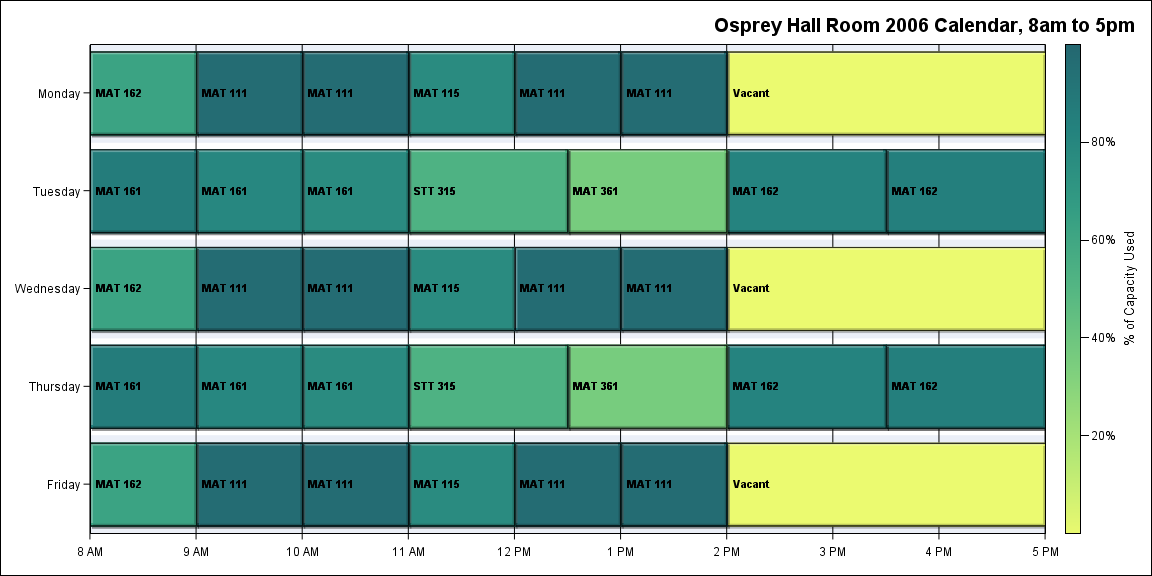 Osprey Hall Room 2006 Calendar, 8am to 5pm
Monday
MAT 162
MAT 111
MAT 111
MAT 115
MAT 111
MAT 111
Vacant
Tuesday
MAT 161
MAT 161
MAT 161
STT 315
MAT 361
MAT 162
MAT 162
Wednesday
MAT 162
MAT 111
MAT 111
MAT 115
MAT 111
MAT 111
Vacant
Thursday
MAT 161
MAT 161
MAT 161
STT 315
MAT 361
MAT 162
MAT 162
Friday
MAT 162
MAT 111
MAT 111
MAT 115
MAT 111
MAT 111
Vacant
8 AM
9 AM
10 AM
11 AM
12 PM
1 PM
2 PM
3 PM
4 PM
5 PM
80%
60%
40%
20%
% of Capacity Used